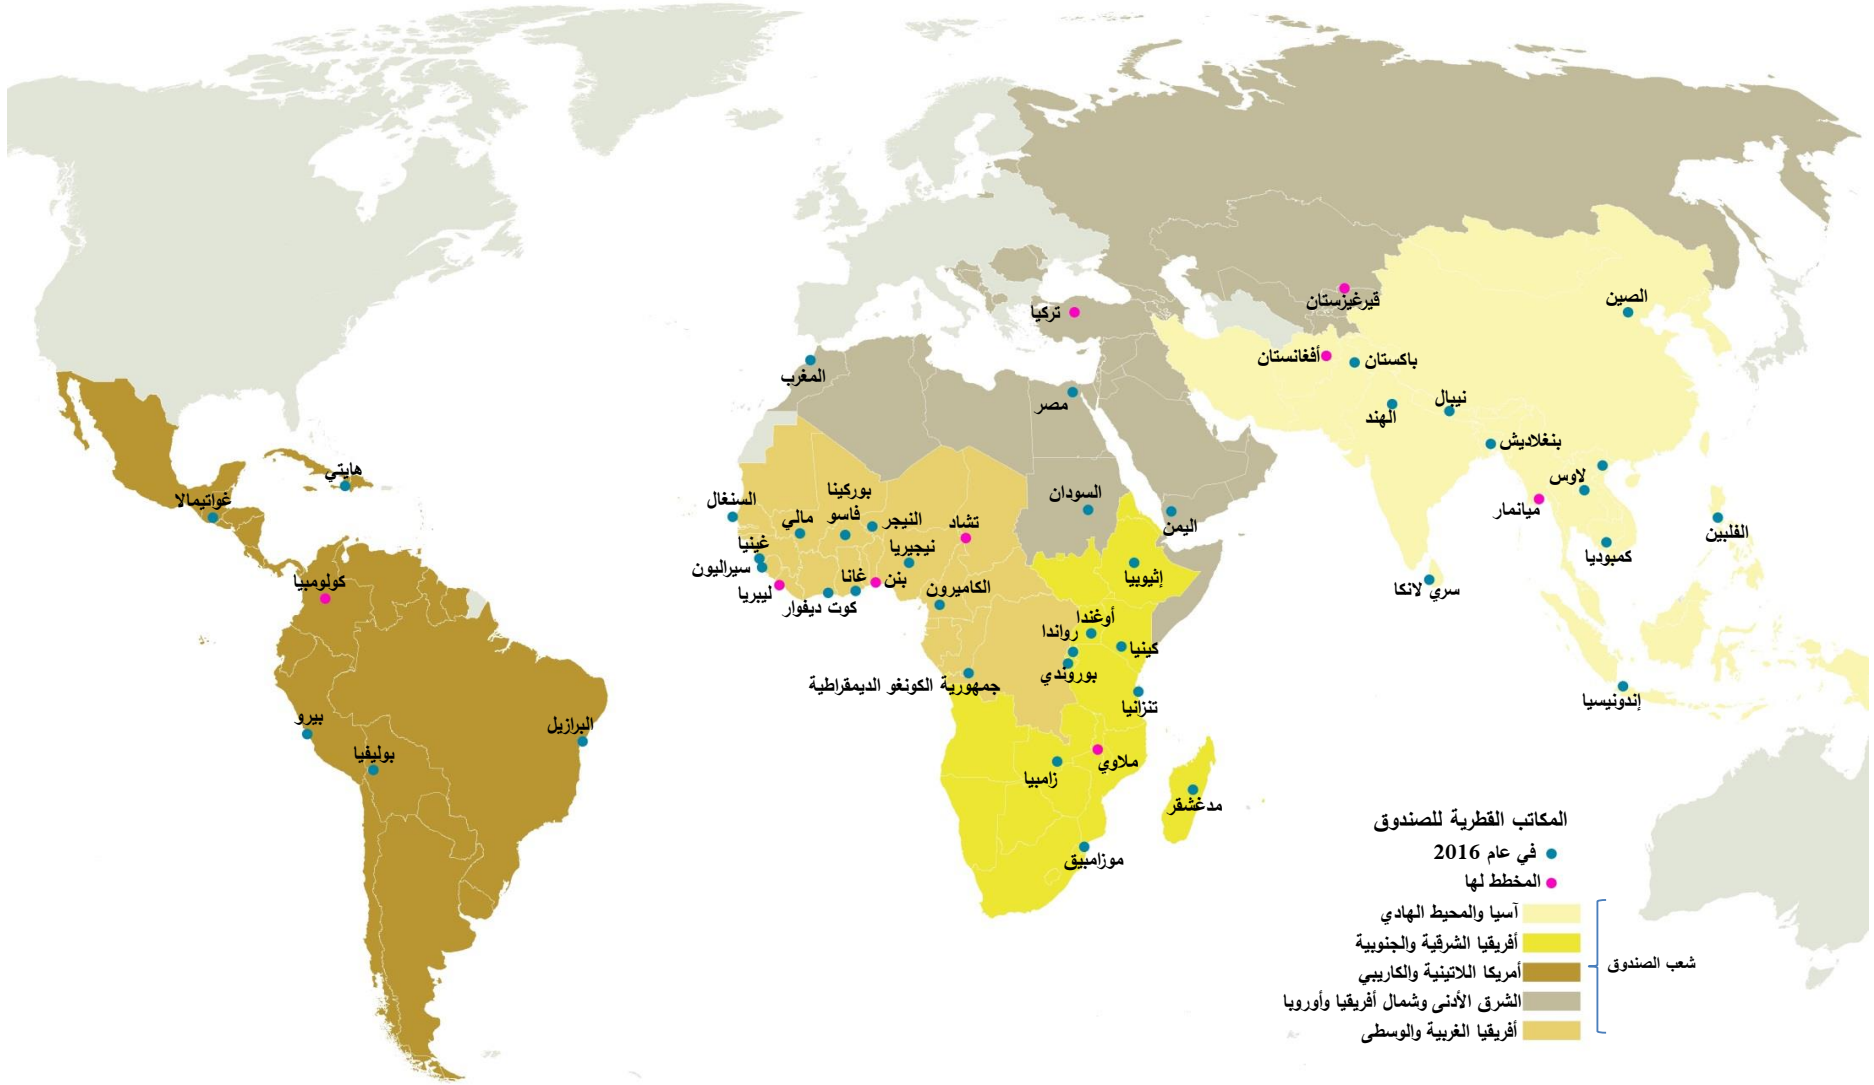 الصين
قيرغيزستان
تركيا
أفغانستان
باكستان
المغرب
مصر
نيبال
الهند
بنغلاديش
لاوس
ميانمار
الفلبين
كمبوديا
سري لانكا
إندونيسيا
هايتي
غواتيمالا
كولومبيا
بيرو
البرازيل
بوليفيا
السنغال
بوركينا
فاسو
مالي
النيجر
تشاد
السودان
اليمن
غينيا
نيجيريا
سيراليون
ليبريا
غانا
بنن
كوت ديفوار
الكاميرون
إثيوبيا
أوغندا
رواندا
كينيا
بوروندي
جمهورية الكونغو الديمقراطية
تنزانيا
ملاوي
زامبيا
مدغشقر
موزامبيق
المكاتب القطرية للصندوق
في عام 2016
المخطط لها
آسيا والمحيط الهادي
أفريقيا الشرقية والجنوبية
أمريكا اللاتينية والكاريبي
الشرق الأدنى وشمال أفريقيا وأوروبا
أفريقيا الغربية والوسطى
شعب الصندوق